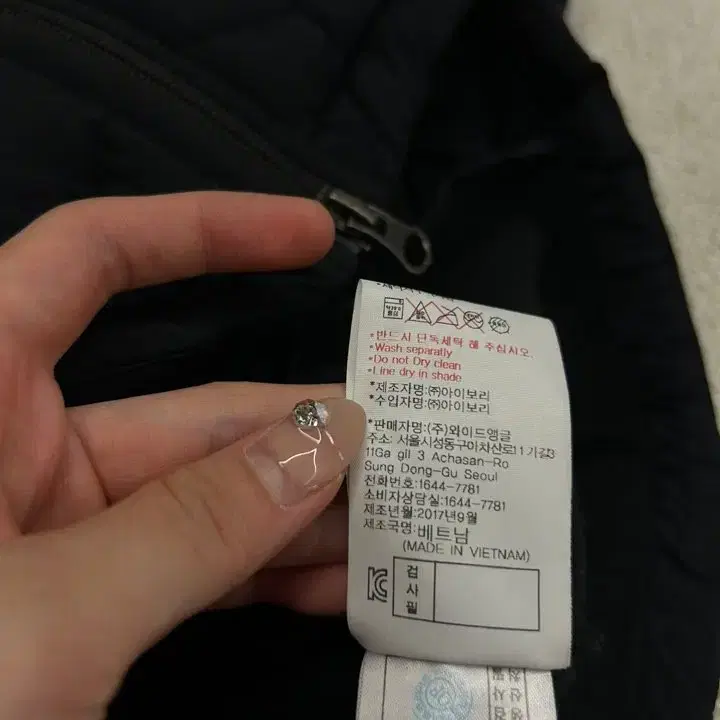 *반드시 단독세탁 해 주십시오.
*Wash separatly
*Do not Dry clean
*Line dry in shade
*제조자명:㈜아이보리
*수입자명:㈜아이보리
*판매자명:(주)와이드앵글
주소: 서울시성동구아차산로11가길3
11Ga gil 3 Achasan-Ro
Sung Dong-Gu Seoul
전화번호:1644-7781
소비자상담실:1644-7781
제조년월:2017년9월
제조국명:베트남
(MADE IN VIETNAM)
검
사
필